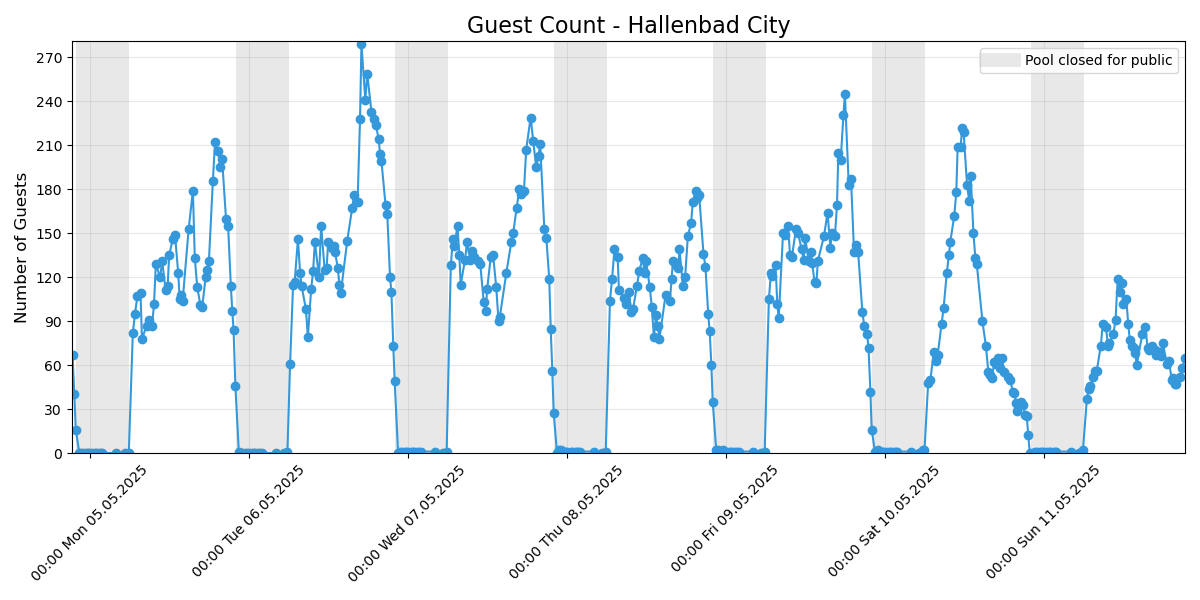 Guest Count - Hallenbad City
Pool closed for public
Number of Guests
270
240
210
180
150
120
90
60
30
0
00:00 Mon 05.05.2025
00:00 Tue 06.05.2025
00:00 Wed 07.05.2025
00:00 Thu 08.05.2025
00:00 Fri 09.05.2025
00:00 Sat 10.05.2025
00:00 Sun 11.05.2025